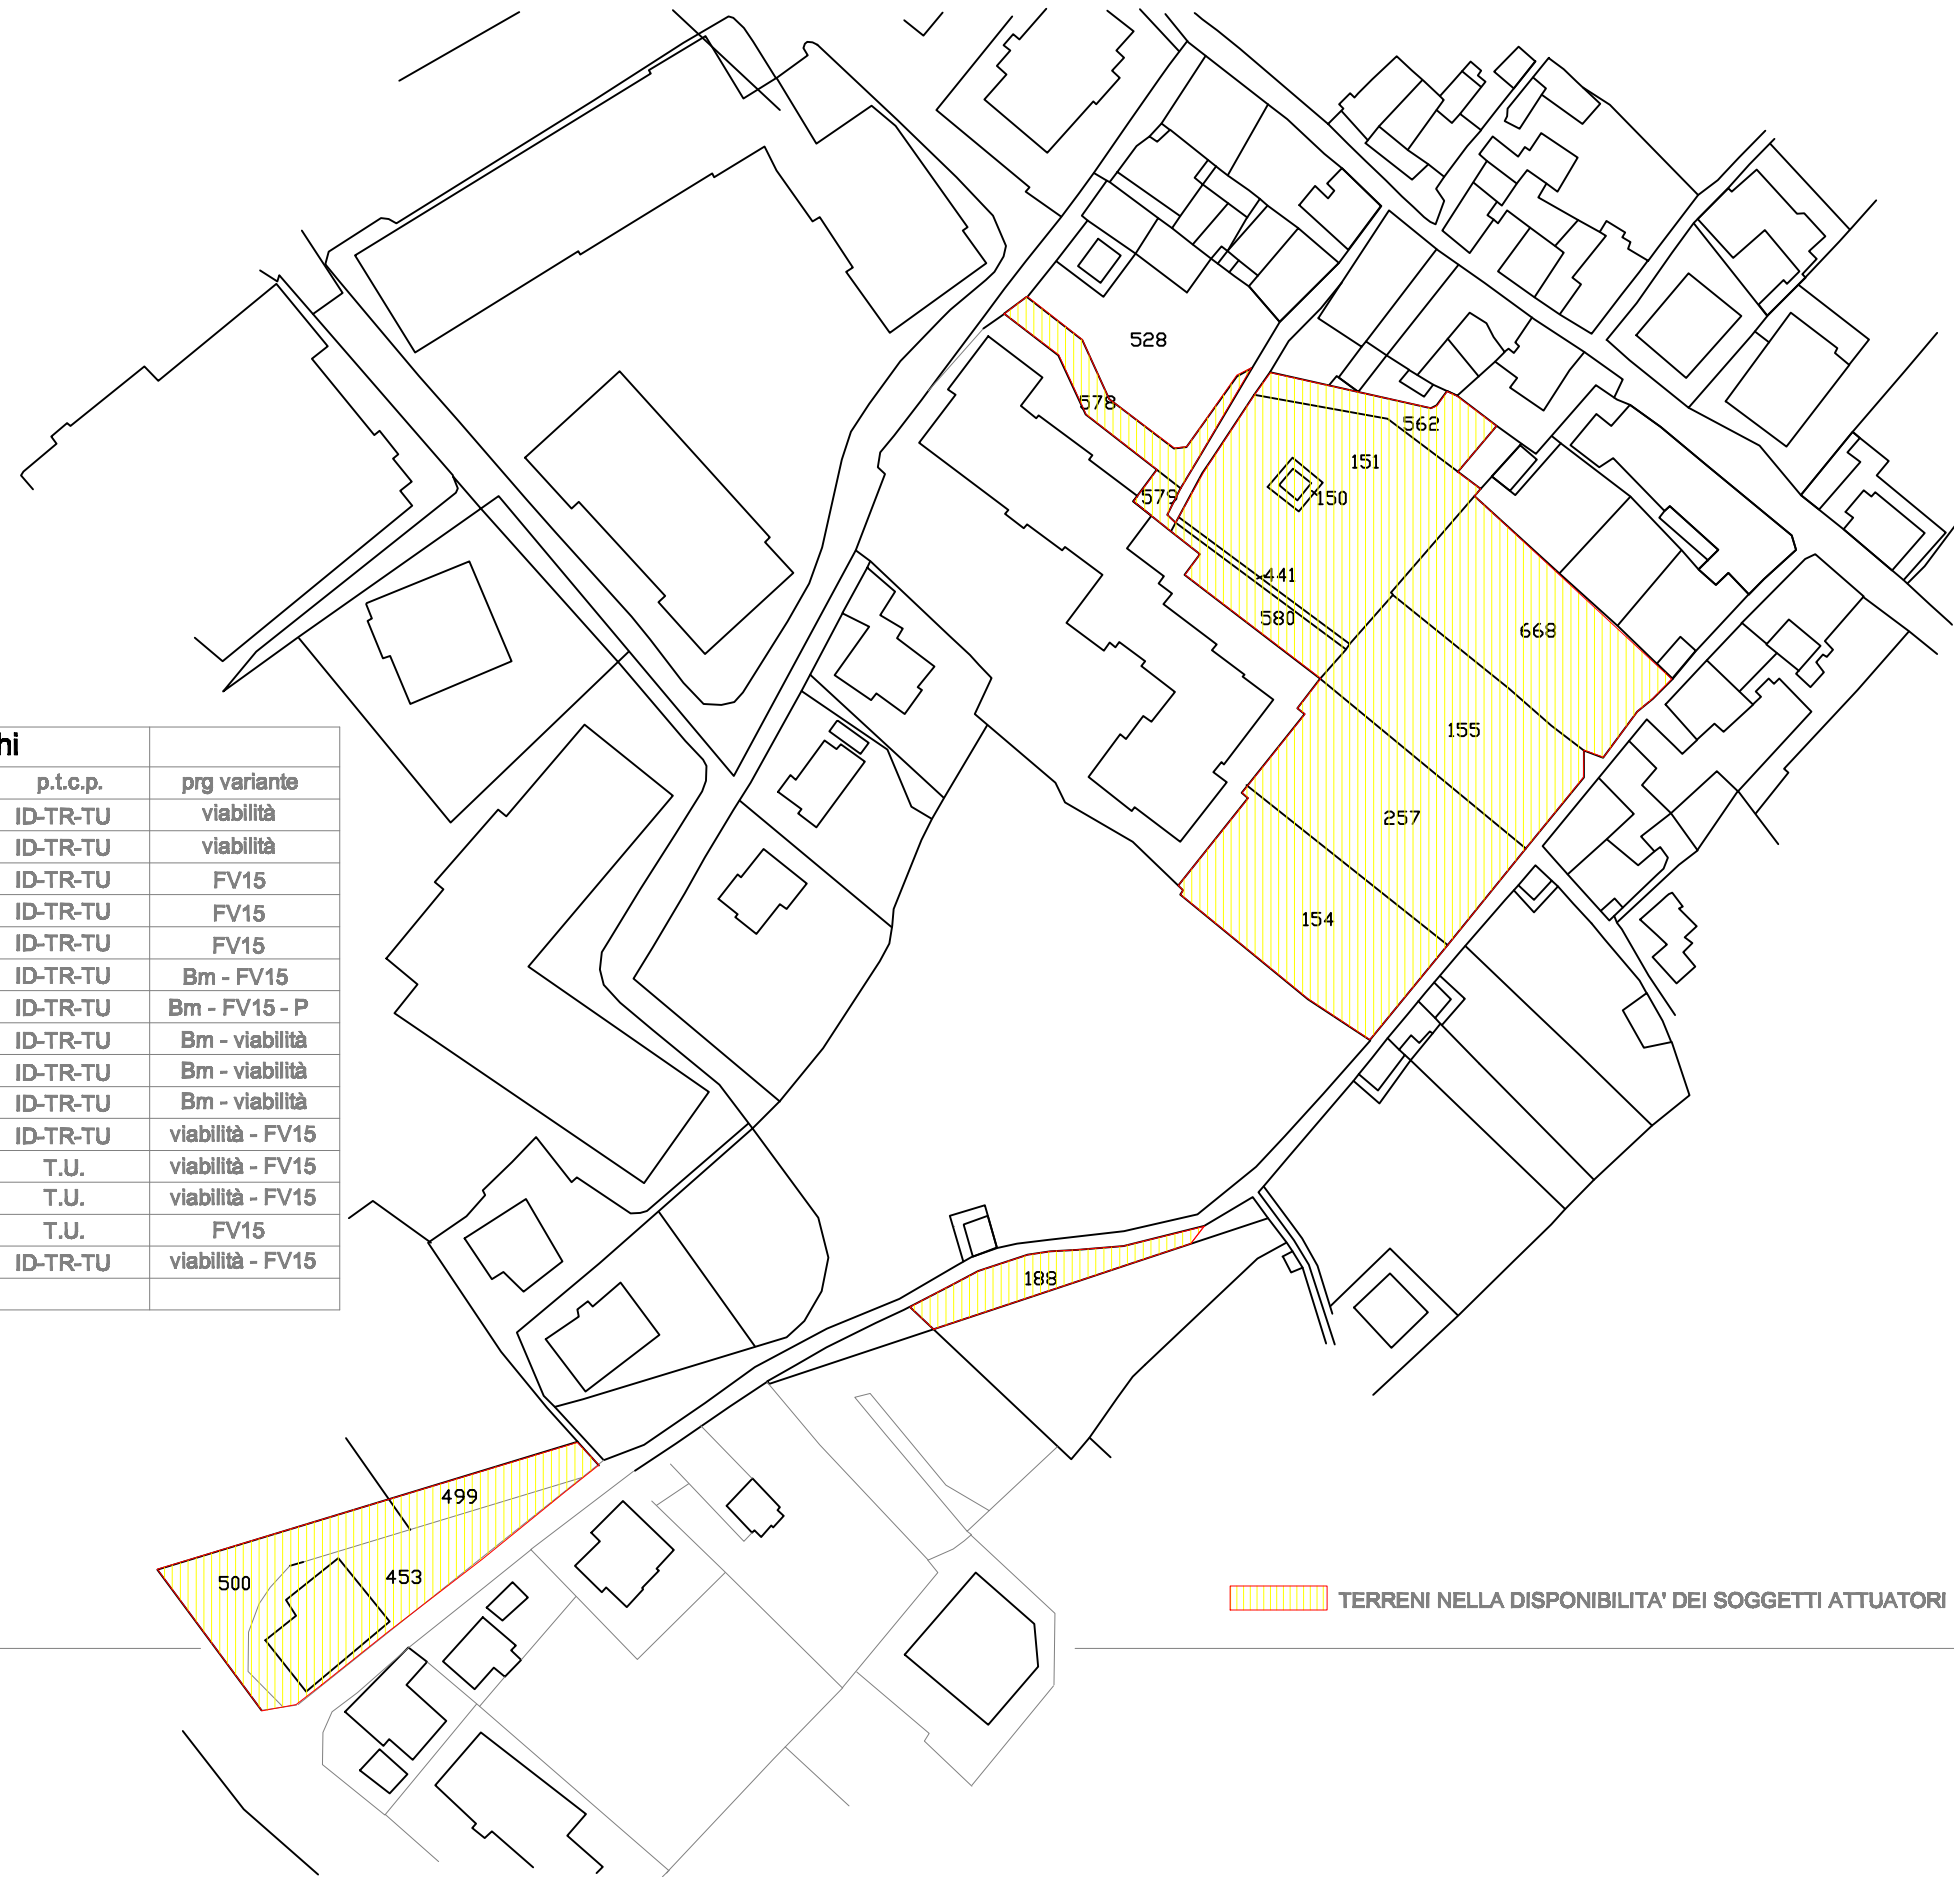 528
578
562
151
579
150
441
580
668
155
hi
p.t.c.p. prg variante
ID-TR-TU viabilità
ID-TR-TU viabilità
ID-TR-TU FV15
ID-TR-TU FV15
ID-TR-TU FV15
ID-TR-TU Bm - FV15
ID-TR-TU Bm - FV15 - P
ID-TR-TU Bm - viabilità
ID-TR-TU Bm - viabilità
ID-TR-TU Bm - viabilità
ID-TR-TU viabilità - FV15
T.U. viabilità - FV15
T.U. viabilità - FV15
T.U. FV15
ID-TR-TU viabilità - FV15
257
154
188
499
453
500
TERRENI NELLA DISPONIBILITA' DEI SOGGETTI ATTUATORI